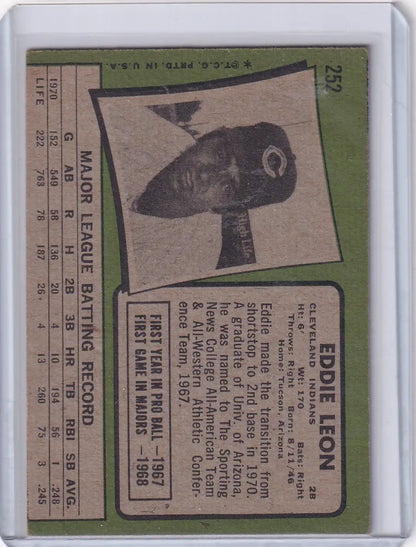 252
*©T.C.G. PRTD. IN U.S.A.
C
High Life
EDDIE LEON
CLEVELAND INDIANS 2B
Ht: 6' Wt: 170 Bats: Right
Throws: Right Born: 8/11/46
Home: Tucson, Arizona
Eddie made the transition from
shortstop to 2nd base in 1970.
A graduate of Univ. of Arizona,
he was named to The Sporting
News College All-American Team
& All-Western Athletic Confer-
ence Team, 1967.
FIRST YEAR IN PRO BALL —1967
FIRST GAME IN MAJORS —1968
MAJOR LEAGUE BATTING RECORD
G AB R H 2B 3B HR TB RBI SB AVG.
1970 152 549 58 136 20 4 10 194 56 1 .248
LIFE 222 763 78 187 26 4 13 260 75 3 .245